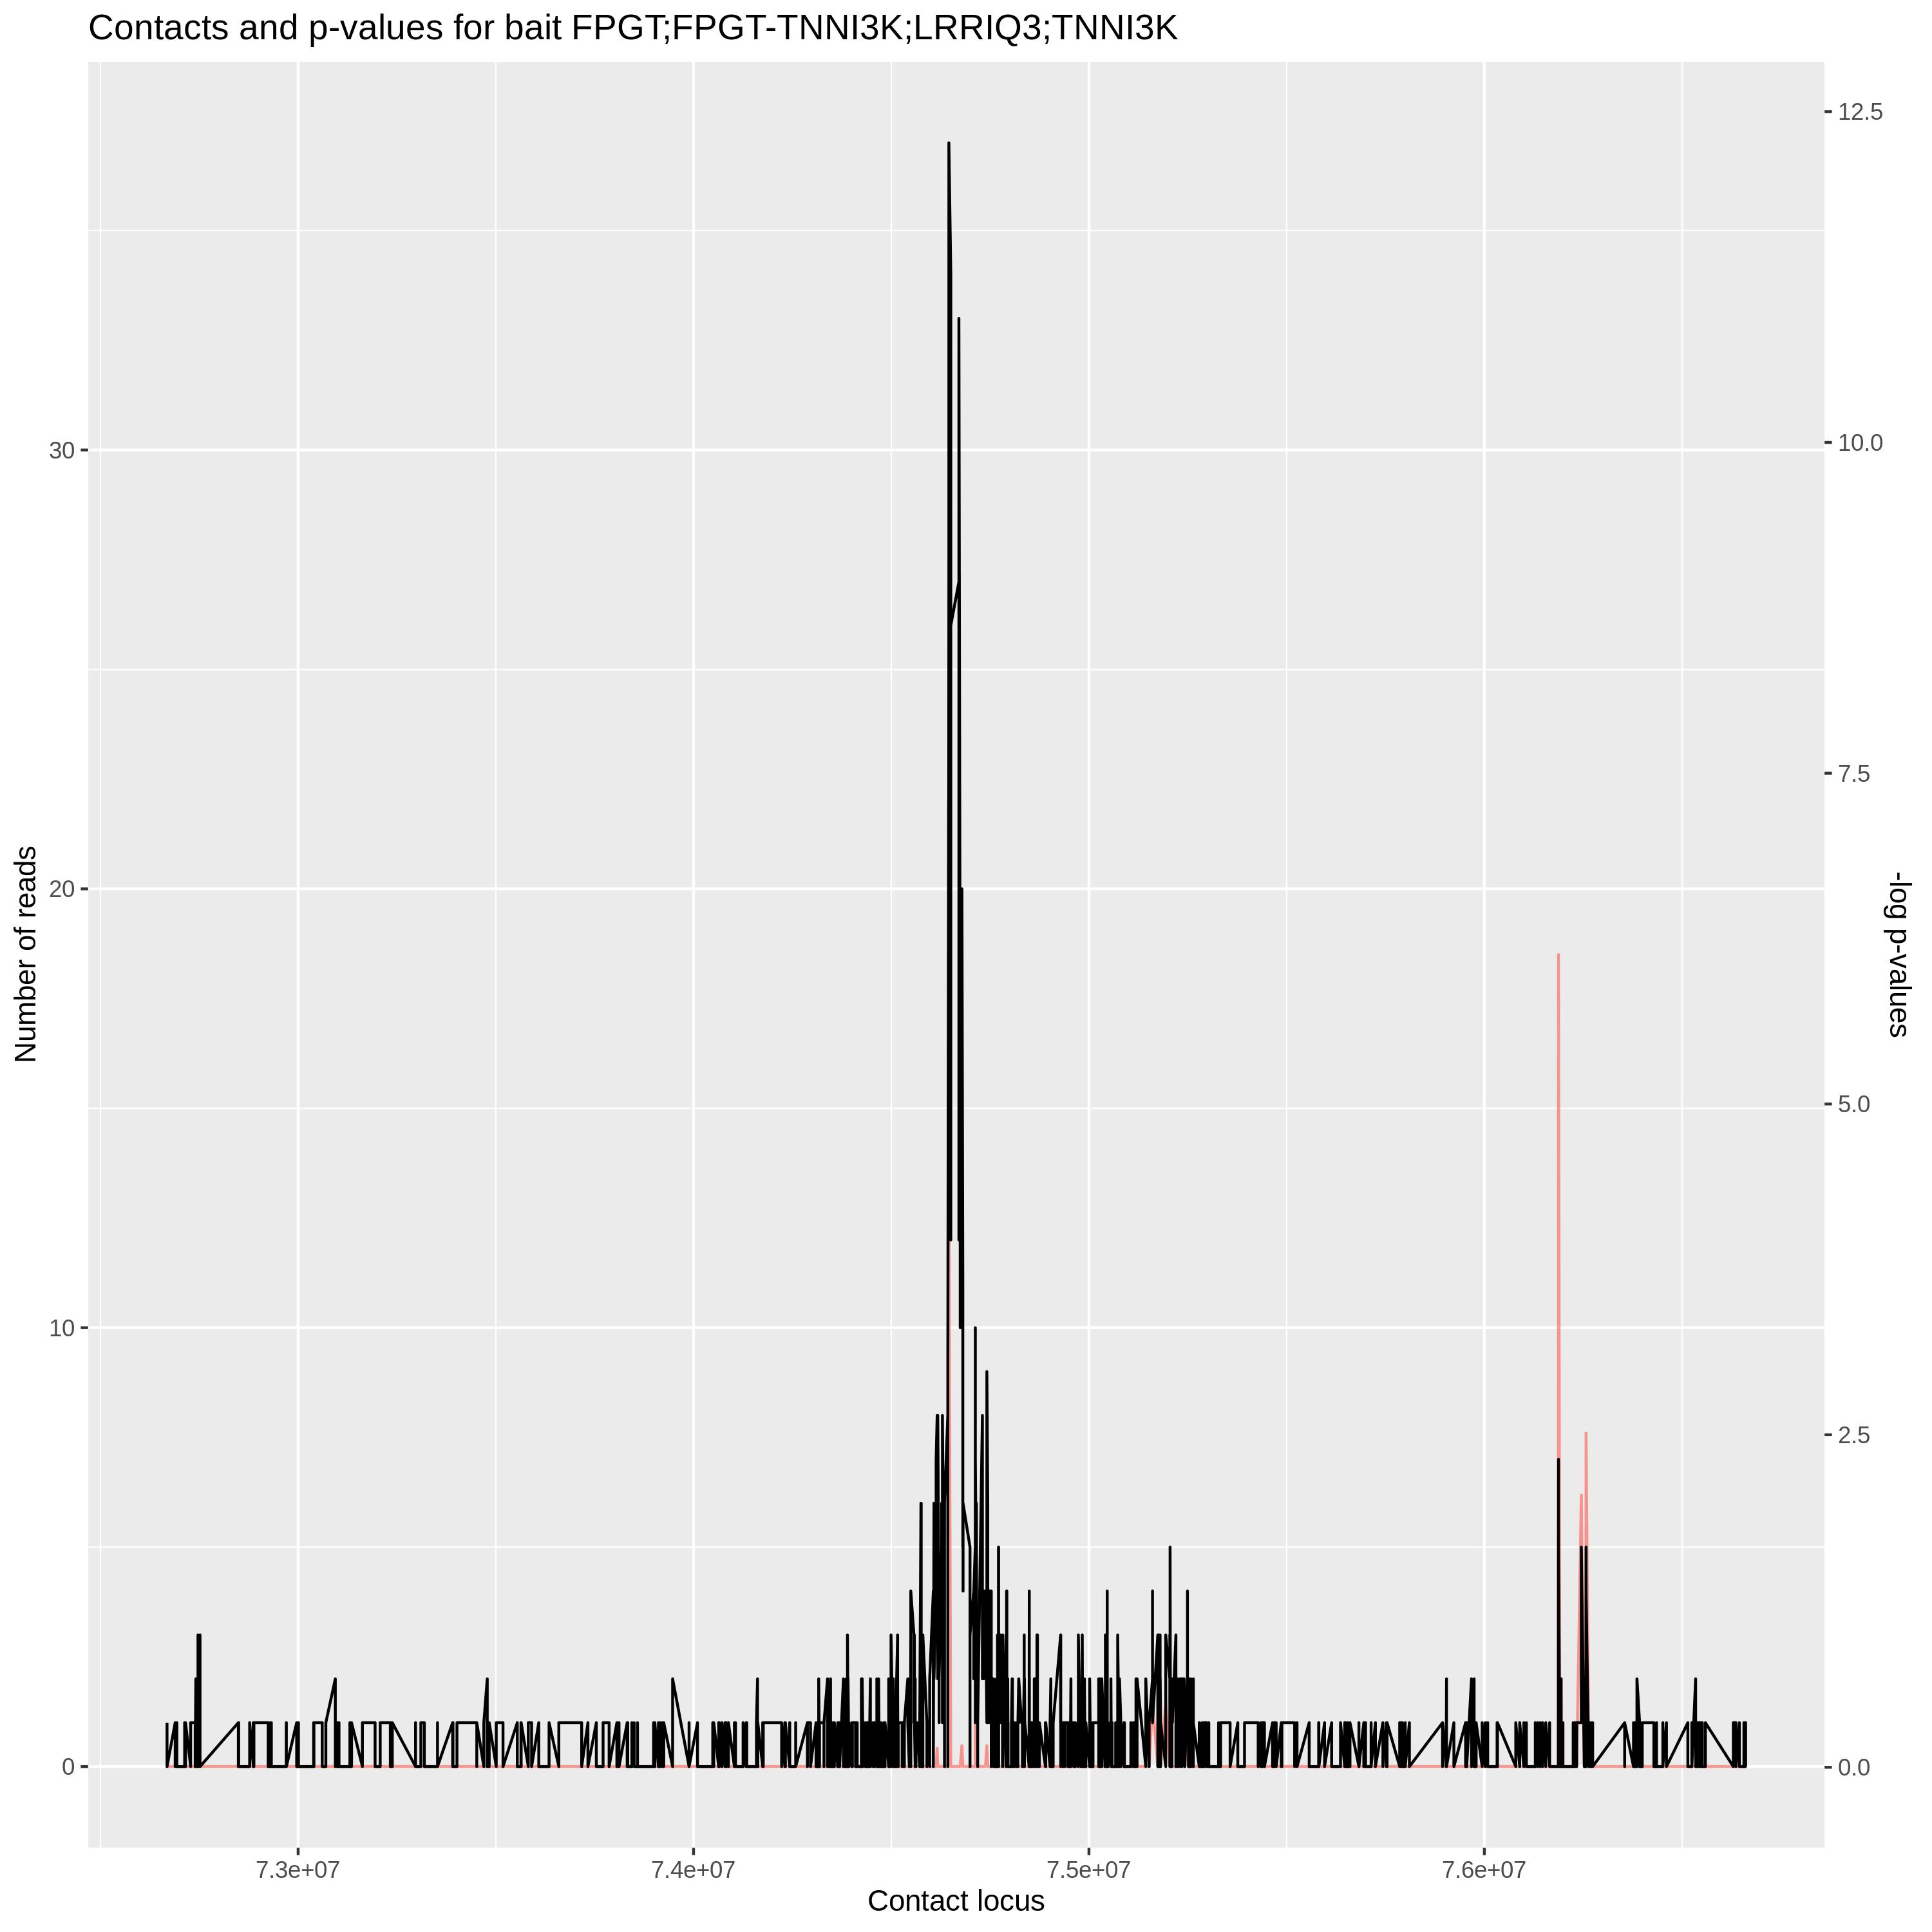 Contacts and p-values for bait FPGT;FPGT-TNNI3K;LRRIQ3;TNNI3K
12.5
30
10.0
7.5
20
Number of reads
-log p-values
5.0
10
2.5
0
0.0
7.3e+07 7.4e+07 7.5e+07 7.6e+07
Contact locus